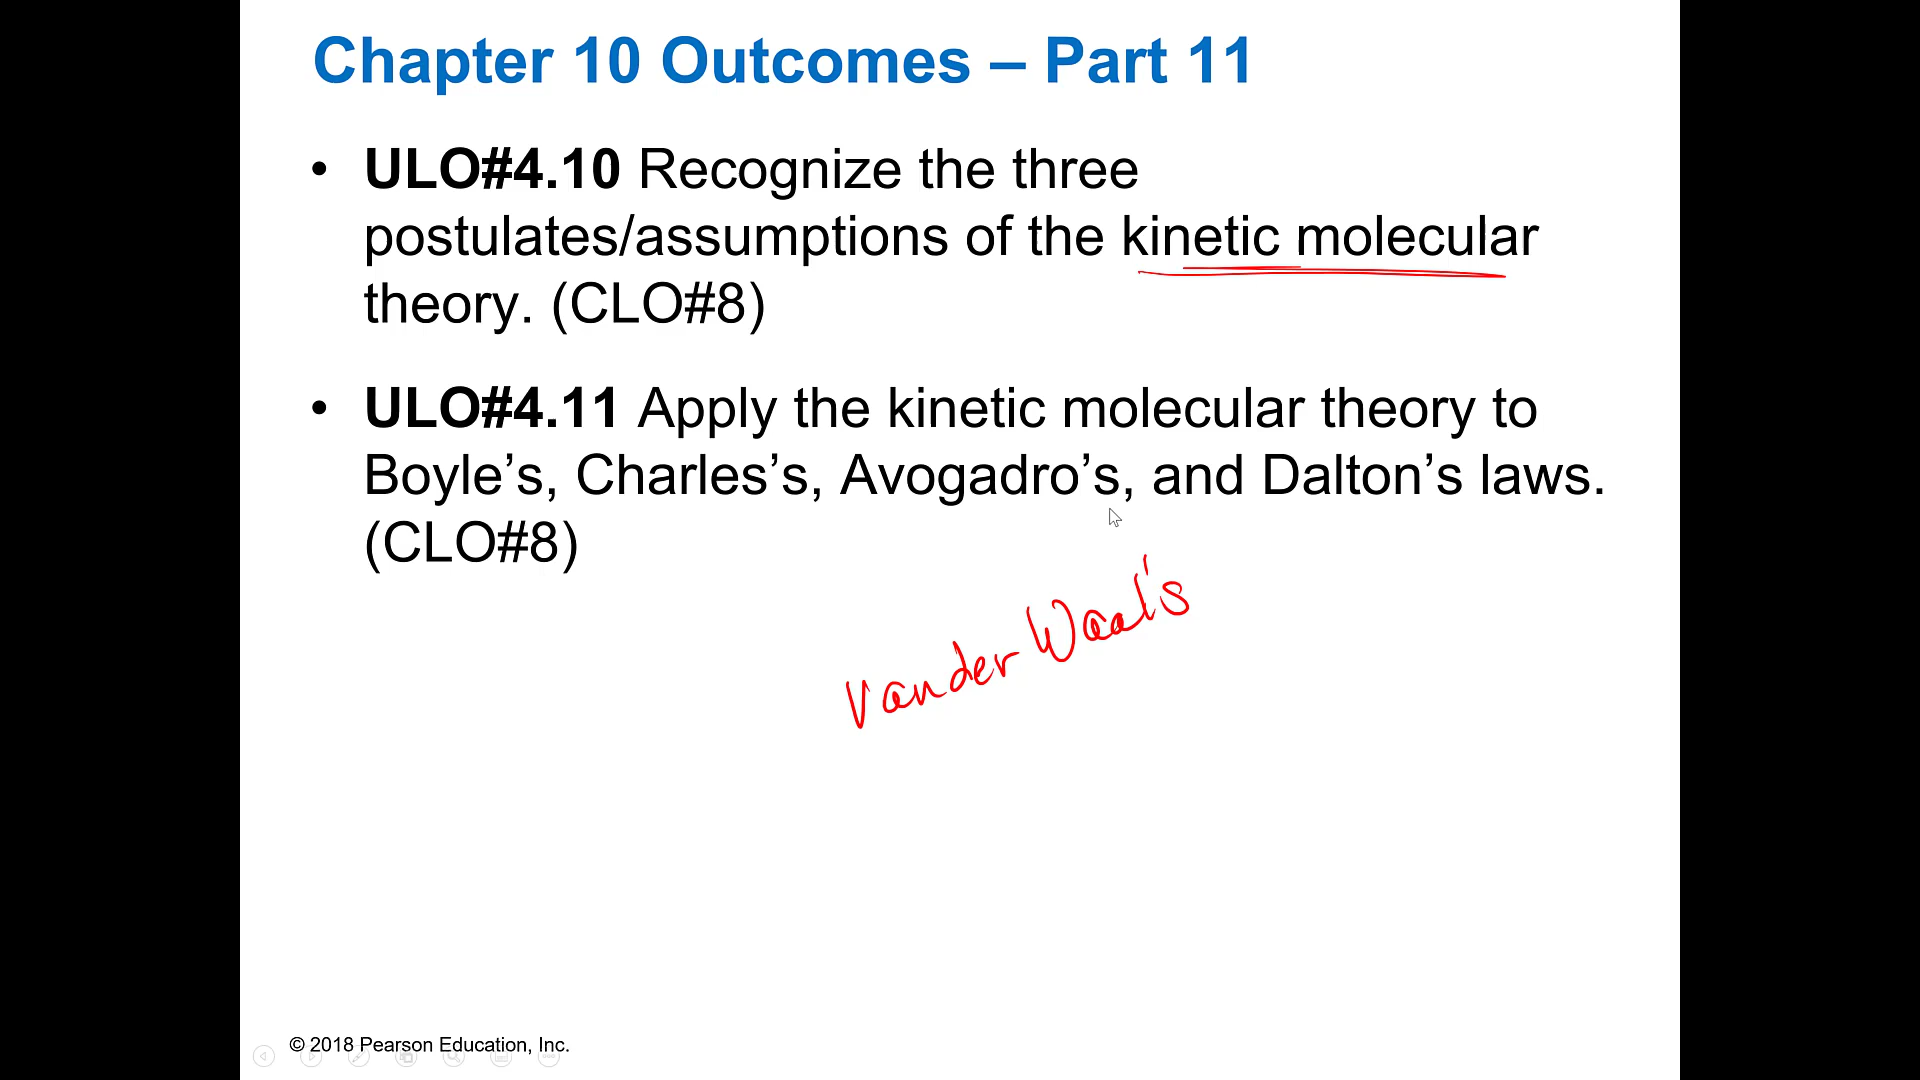 Chapter 10 Outcomes – Part 11
• ULO#4.10 Recognize the three
postulates/assumptions of the kinetic molecular
theory. (CLO#8)
• ULO#4.11 Apply the kinetic molecular theory to
Boyle’s, Charles’s, Avogadro’s, and Dalton’s laws.
(CLO#8)
Vander Waal's
© 2018 Pearson Education, Inc.